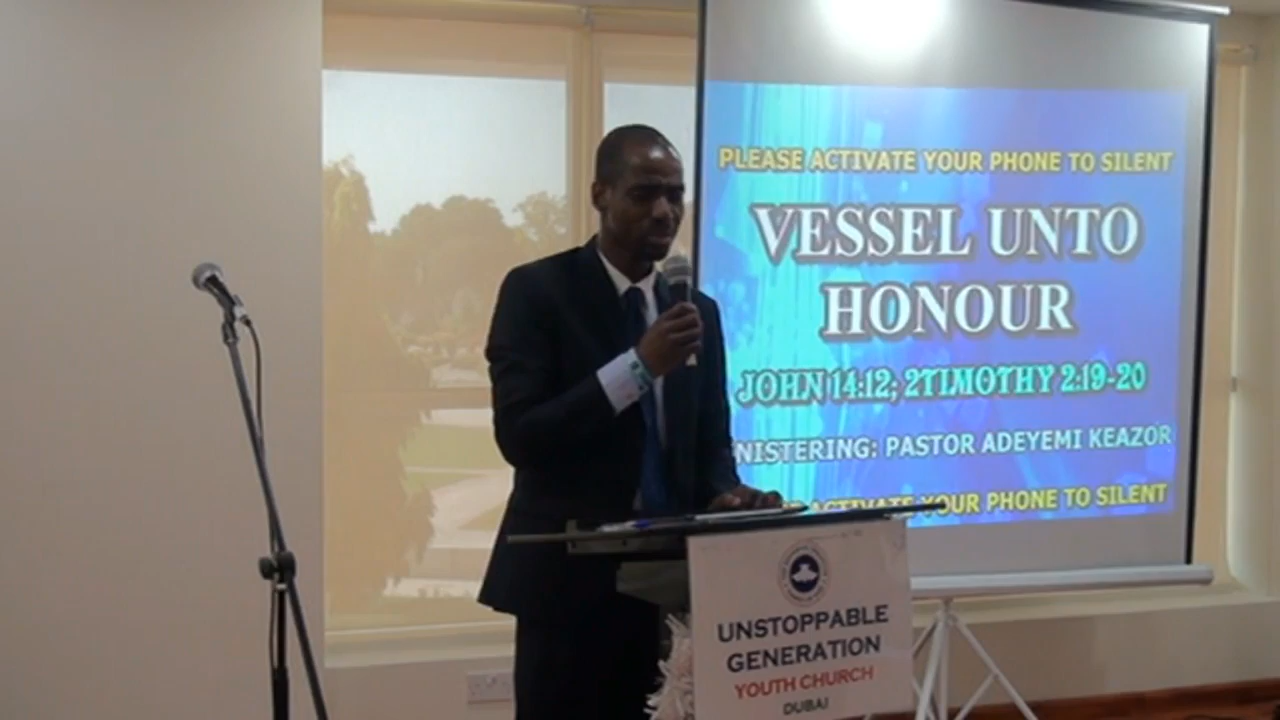 PLEASE ACTIVATE YOUR PHONE TO SILENT
VESSEL UNTO
HONOUR
JOHN 14:12; 2TIMOTHY 2:19-20
NISTERING: PASTOR ADEYEMI KEAZOR
ACTIVATE YOUR PHONE TO SILENT
UNSTOPPABLE
GENERATION
YOUTH CHURCH
DUBAI